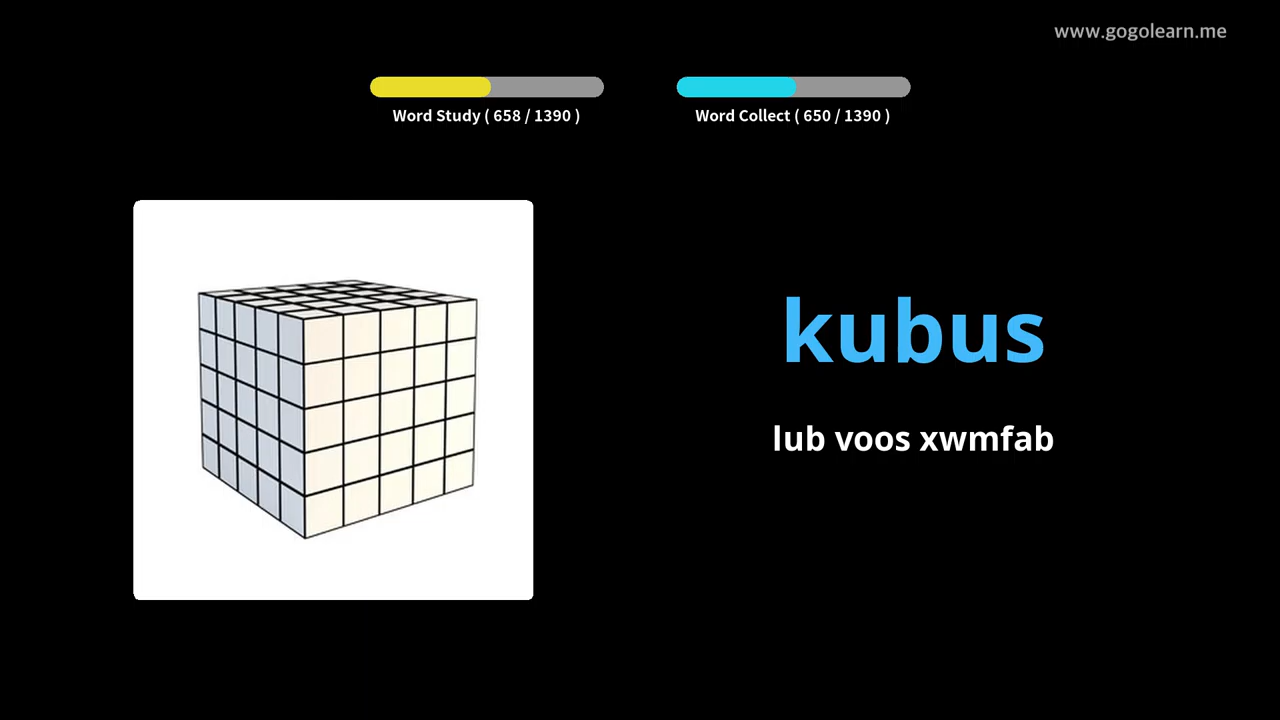 www.gogolearn.me
Word Study ( 658 / 1390 )
Word Collect ( 650 / 1390 )
kubus
lub voos xwmfab